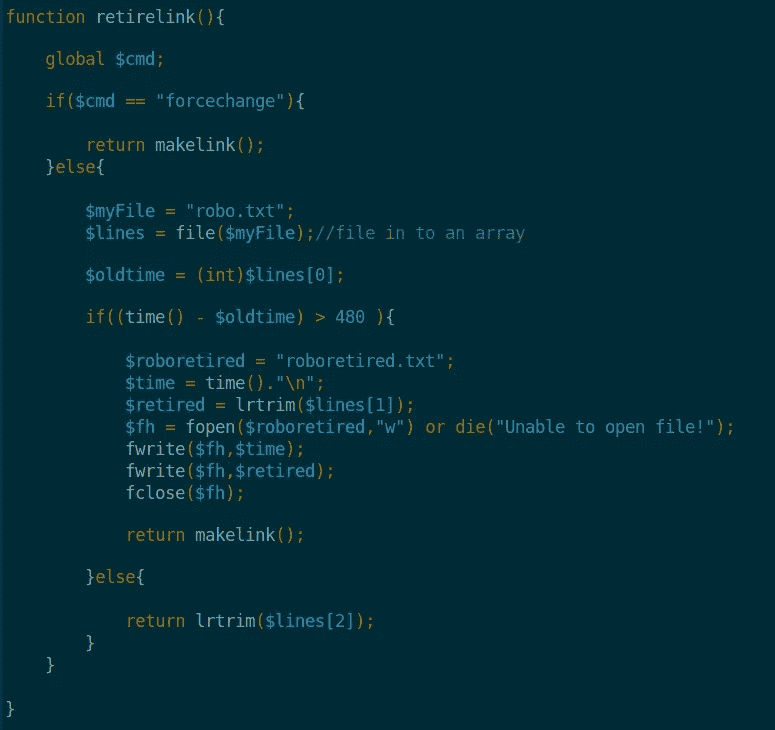 function retirelink(){
global $cmd;
if($cmd == "forcechange"){
return makelink();
}else{
$myFile = "robo.txt";
$lines = file($myFile);//file in to an array
$oldtime = (int)$lines[0];
if((time() - $oldtime) > 480 ){
$roboretired = "roboretired.txt";
$time = time()."\n";
$retired = lrtrim($lines[1]);
$fh = fopen($roboretired,"w") or die("Unable to open file!");
fwrite($fh,$time);
fwrite($fh,$retired);
fclose($fh);
return makelink();
}else{
return lrtrim($lines[2]);
}
}
}